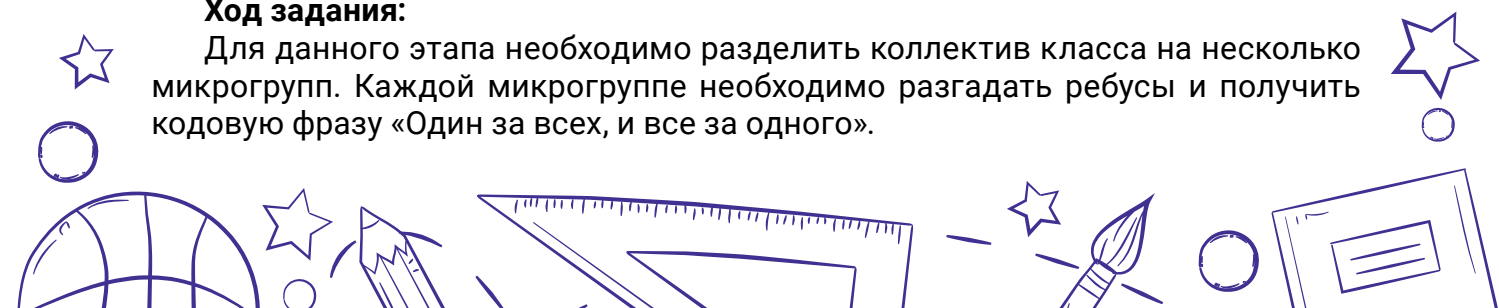 Ход задания:
Для данного этапа необходимо разделить коллектив класса на несколько
микрогрупп. Каждой микрогруппе необходимо разгадать ребусы и получить
кодовую фразу «Один за всех, и все за одного».